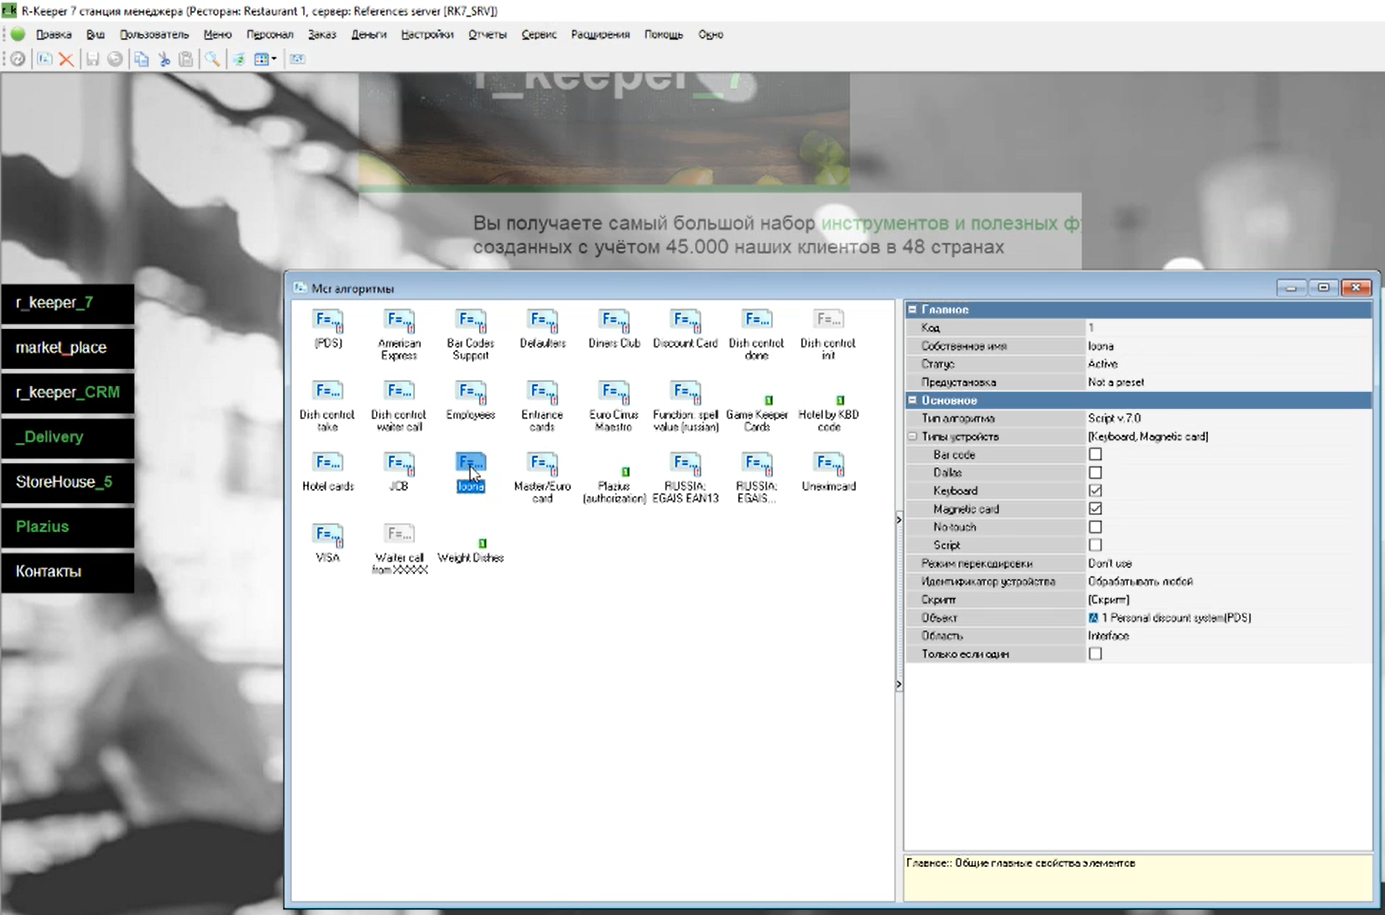 R-Keeper 7 станция менеджера (Ресторан: Restaurant 1, сервер: References server [RK7_SRV])
Правка Вид Пользователь Меню Персонал Заказ Деньги Настройки Отчеты Сервис Расширения Помощь Окно
r_keeper_7
Вы получаете самый большой набор инструментов и полезных фу
созданных с учётом 45.000 наших клиентов в 48 странах
r_keeper_7
market_place
r_keeper_CRM
_Delivery
StoreHouse_5
Plazius
Контакты
Мcr алгоритмы
(PDS)
American Express
Bar Codes Support
Defaulters
Diners Club
Discount Card
Dish control done
Dish control init
Dish control take
Dish control waiter call
Employees
Entrance cards
Euro Cirrus Maestro
Function: spell value (russian)
Game Keeper Cards
Hotel by KBD code
Hotel cards
JCB
loona
Master/Euro card
Plazius (authorization)
RUSSIA: EGAIS EAN13
RUSSIA: EGAIS...
Unеximcard
VISA
Waiter call from XXXXX
Weight Dishes
Главное
Код 1
Собственное имя loona
Статус Active
Предустановка Not a preset
Основное
Тип алгоритма Script v.7.0
Типы устройств [Keyboard, Magnetic card]
Bar code
Dallas
Keyboard
Magnetic card
No touch
Script
Режим перекодировки Don't use
Идентификатор устройства Обрабатывать любой
Скрипт [Скрипт]
Объект 1 Personal discount system(PDS)
Область Interface
Только если один
Главное:: Общие главные свойства элементов